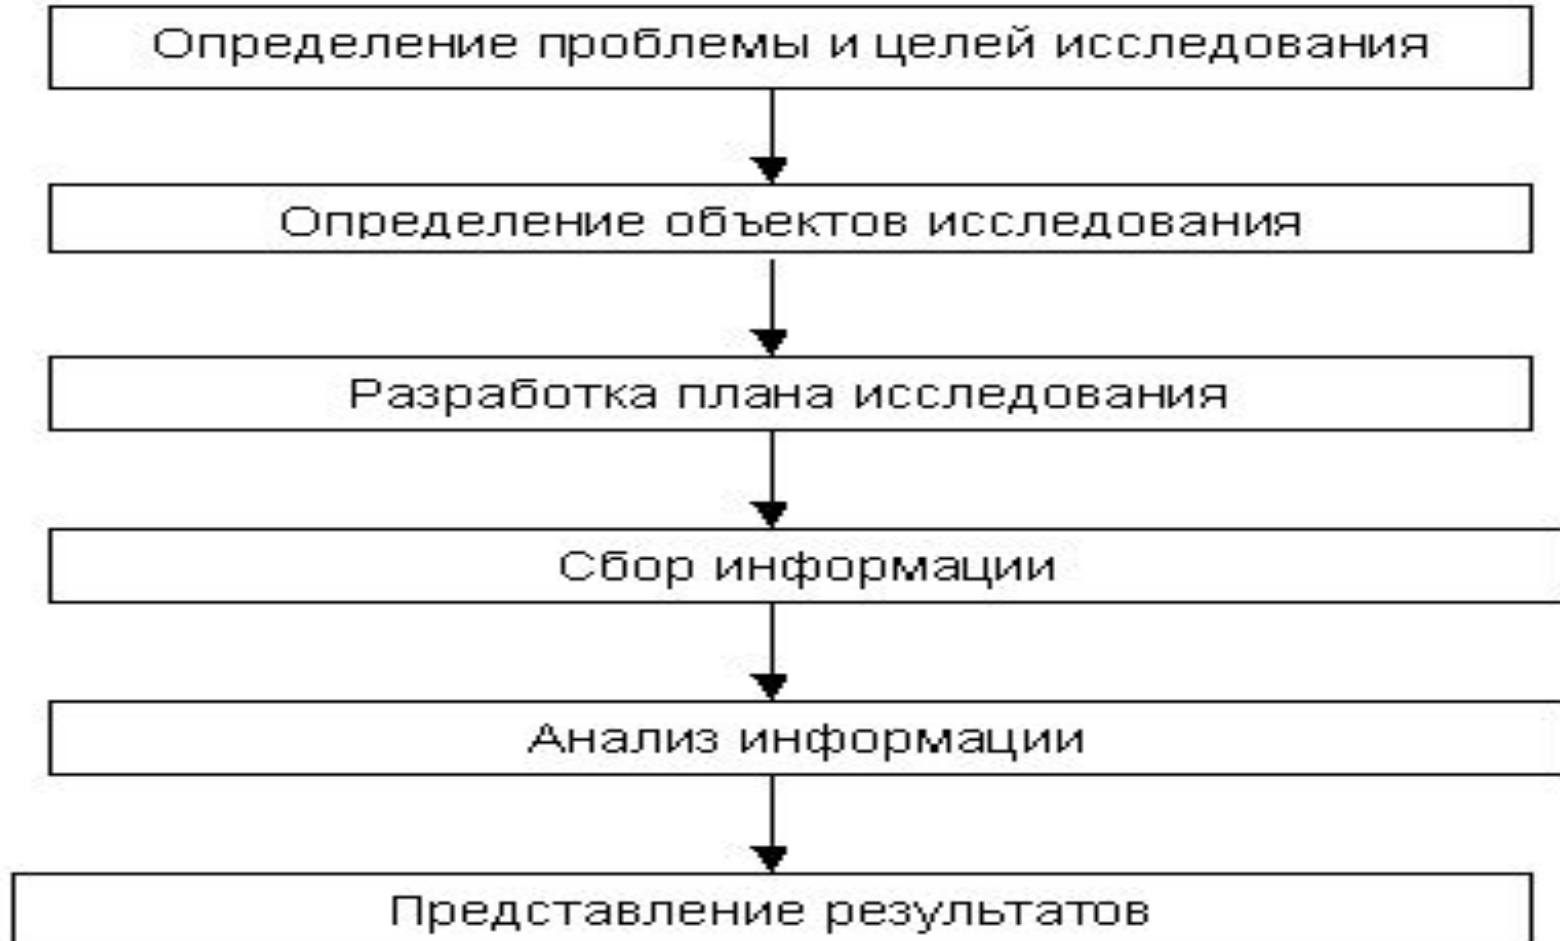 Определение проблемы и целей исследования
Определение объектов исследования
Разработка плана исследования
Сбор информации
Анализ информации
Представление результатов